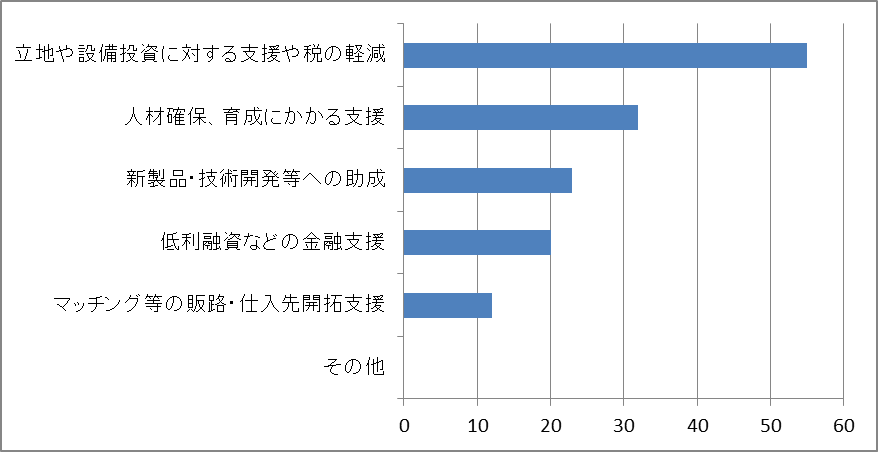 立地や設備投資に対する支援や税の軽減
人材確保、育成にかかる支援
新製品・技術開発等への助成
低利融資などの金融支援
マッチング等の販路・仕入先開拓支援
その他
0 10 20 30 40 50 60